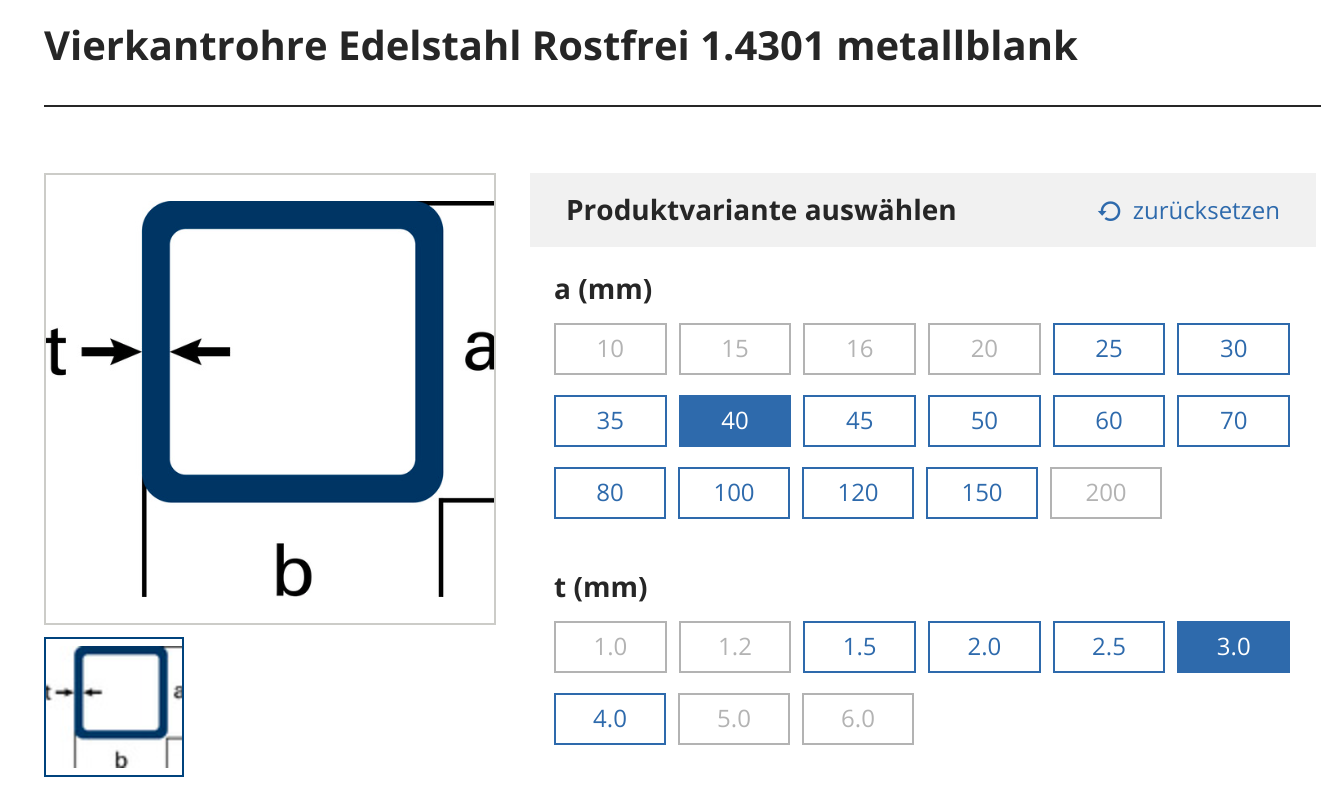 Vierkantrohre Edelstahl Rostfrei 1.4301 metallblank
t
a
b
t
a
b
Produktvariante auswählen
zurücksetzen
a (mm)
10 15 16 20 25 30
35 40 45 50 60 70
80 100 120 150 200
t (mm)
1.0 1.2 1.5 2.0 2.5 3.0
4.0 5.0 6.0